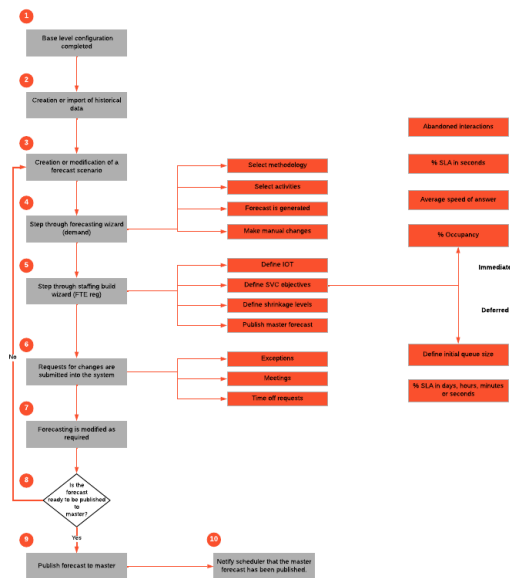 1
Base level configuration
completed
2
Creation or import of historical
data
3
Creation or modification of a
forecast scenario
4
Step through forecasting wizard
(demand)
Select methodology
Select activities
Forecast is generated
Make manual changes
5
Step through staffing build
wizard (FTE req)
Define IOT
Define SVC objectives
Define shrinkage levels
Publish master forecast
Abandoned interactions
% SLA in seconds
Average speed of answer
% Occupancy
Immediate
Deferred
Define initial queue size
% SLA in days, hours, minutes
or seconds
6
Requests for changes are
submitted into the system
Exceptions
Meetings
Time off requests
No
7
Forecasting is modified as
required
8
Is the
forecast
ready to be published
to
master?
Yes
9
Publish forecast to master
10
Notify scheduler that the master
forecast has been published.